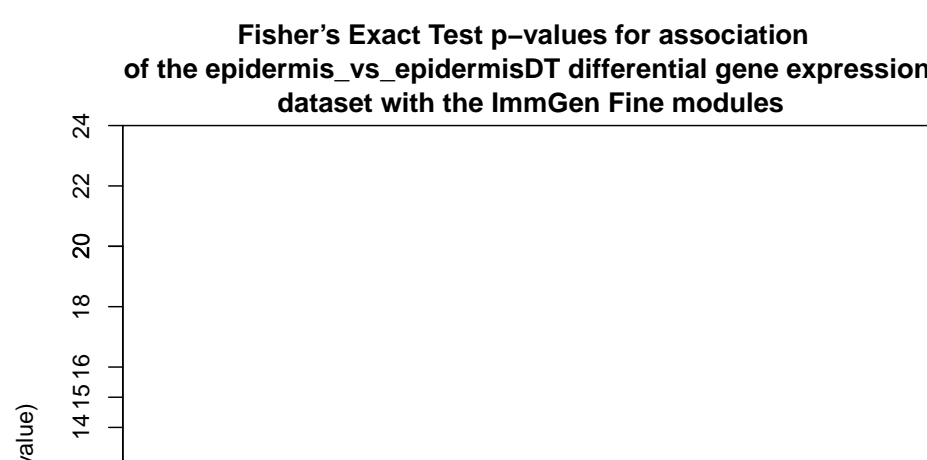 Fisher's Exact Test p−values for association
of the epidermis_vs_epidermisDT differential gene expression
dataset with the ImmGen Fine modules
24
22
20
18
16
15
14
value)